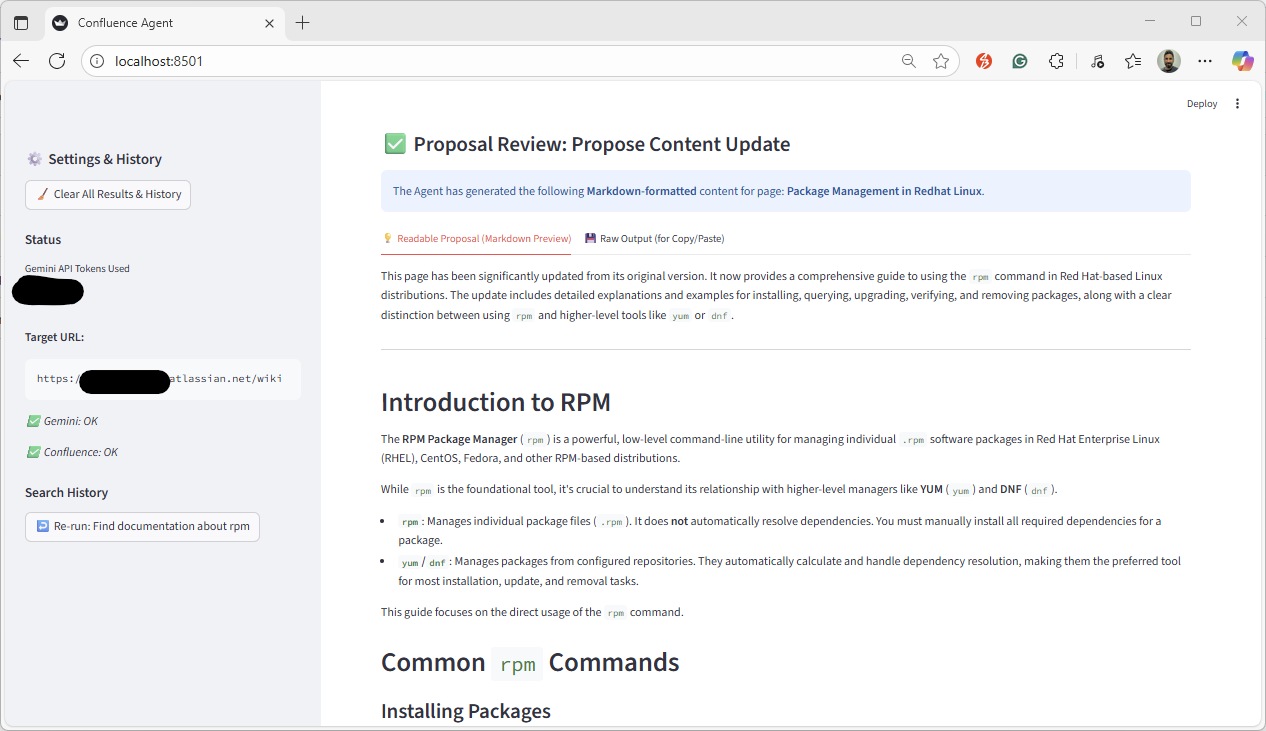 Confluence Agent
localhost:8501
Deploy
Settings & History
Clear All Results & History
Status
Gemini API Tokens Used
Target URL:
https:/ atlassian.net/wiki
Gemini: OK
Confluence: OK
Search History
Re-run: Find documentation about rpm
Proposal Review: Propose Content Update
The Agent has generated the following Markdown-formatted content for page: Package Management in Redhat Linux.
Readable Proposal (Markdown Preview) Raw Output (for Copy/Paste)
This page has been significantly updated from its original version. It now provides a comprehensive guide to using the rpm command in Red Hat-based Linux
distributions. The update includes detailed explanations and examples for installing, querying, upgrading, verifying, and removing packages, along with a clear
distinction between using rpm and higher-level tools like yum or dnf .
Introduction to RPM
The RPM Package Manager ( rpm ) is a powerful, low-level command-line utility for managing individual .rpm software packages in Red Hat Enterprise Linux
(RHEL), CentOS, Fedora, and other RPM-based distributions.
While rpm is the foundational tool, it's crucial to understand its relationship with higher-level managers like YUM ( yum ) and DNF ( dnf ).
• rpm : Manages individual package files ( .rpm ). It does not automatically resolve dependencies. You must manually install all required dependencies for a
package.
• yum / dnf : Manages packages from configured repositories. They automatically calculate and handle dependency resolution, making them the preferred tool
for most installation, update, and removal tasks.
This guide focuses on the direct usage of the rpm command.
Common rpm Commands
Installing Packages